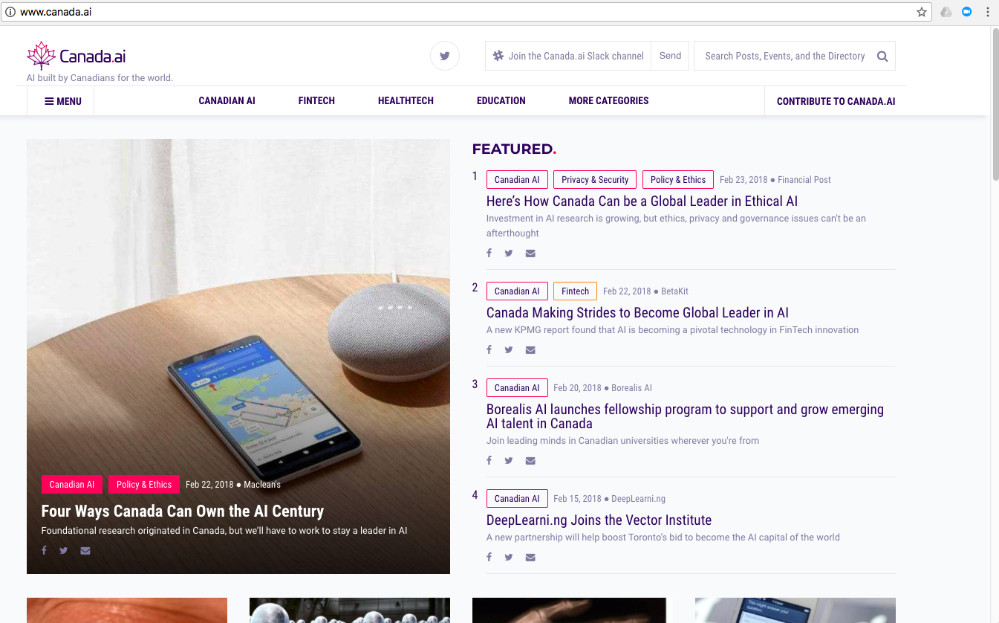 www.canada.ai
Canada.ai
AI built by Canadians for the world.
Join the Canada.ai Slack channel
Send
Search Posts, Events, and the Directory
MENU
CANADIAN AI
FINTECH
HEALTHTECH
EDUCATION
MORE CATEGORIES
CONTRIBUTE TO CANADA.AI
Canadian AI
Policy & Ethics
Feb 22, 2018 ● Maclean's
Four Ways Canada Can Own the AI Century
Foundational research originated in Canada, but we'll have to work to stay a leader in AI
FEATURED.
1
Canadian AI
Privacy & Security
Policy & Ethics
Feb 23, 2018 ● Financial Post
Here's How Canada Can be a Global Leader in Ethical AI
Investment in AI research is growing, but ethics, privacy and governance issues can't be an
afterthought
2
Canadian AI
Fintech
Feb 22, 2018 ● BetaKit
Canada Making Strides to Become Global Leader in AI
A new KPMG report found that AI is becoming a pivotal technology in FinTech innovation
3
Canadian AI
Feb 20, 2018 ● Borealis AI
Borealis AI launches fellowship program to support and grow emerging
AI talent in Canada
Join leading minds in Canadian universities wherever you're from
4
Canadian AI
Feb 15, 2018 ● DeepLearni.ng
DeepLearni.ng Joins the Vector Institute
A new partnership will help boost Toronto's bid to become the AI capital of the world
This might answer your
question: